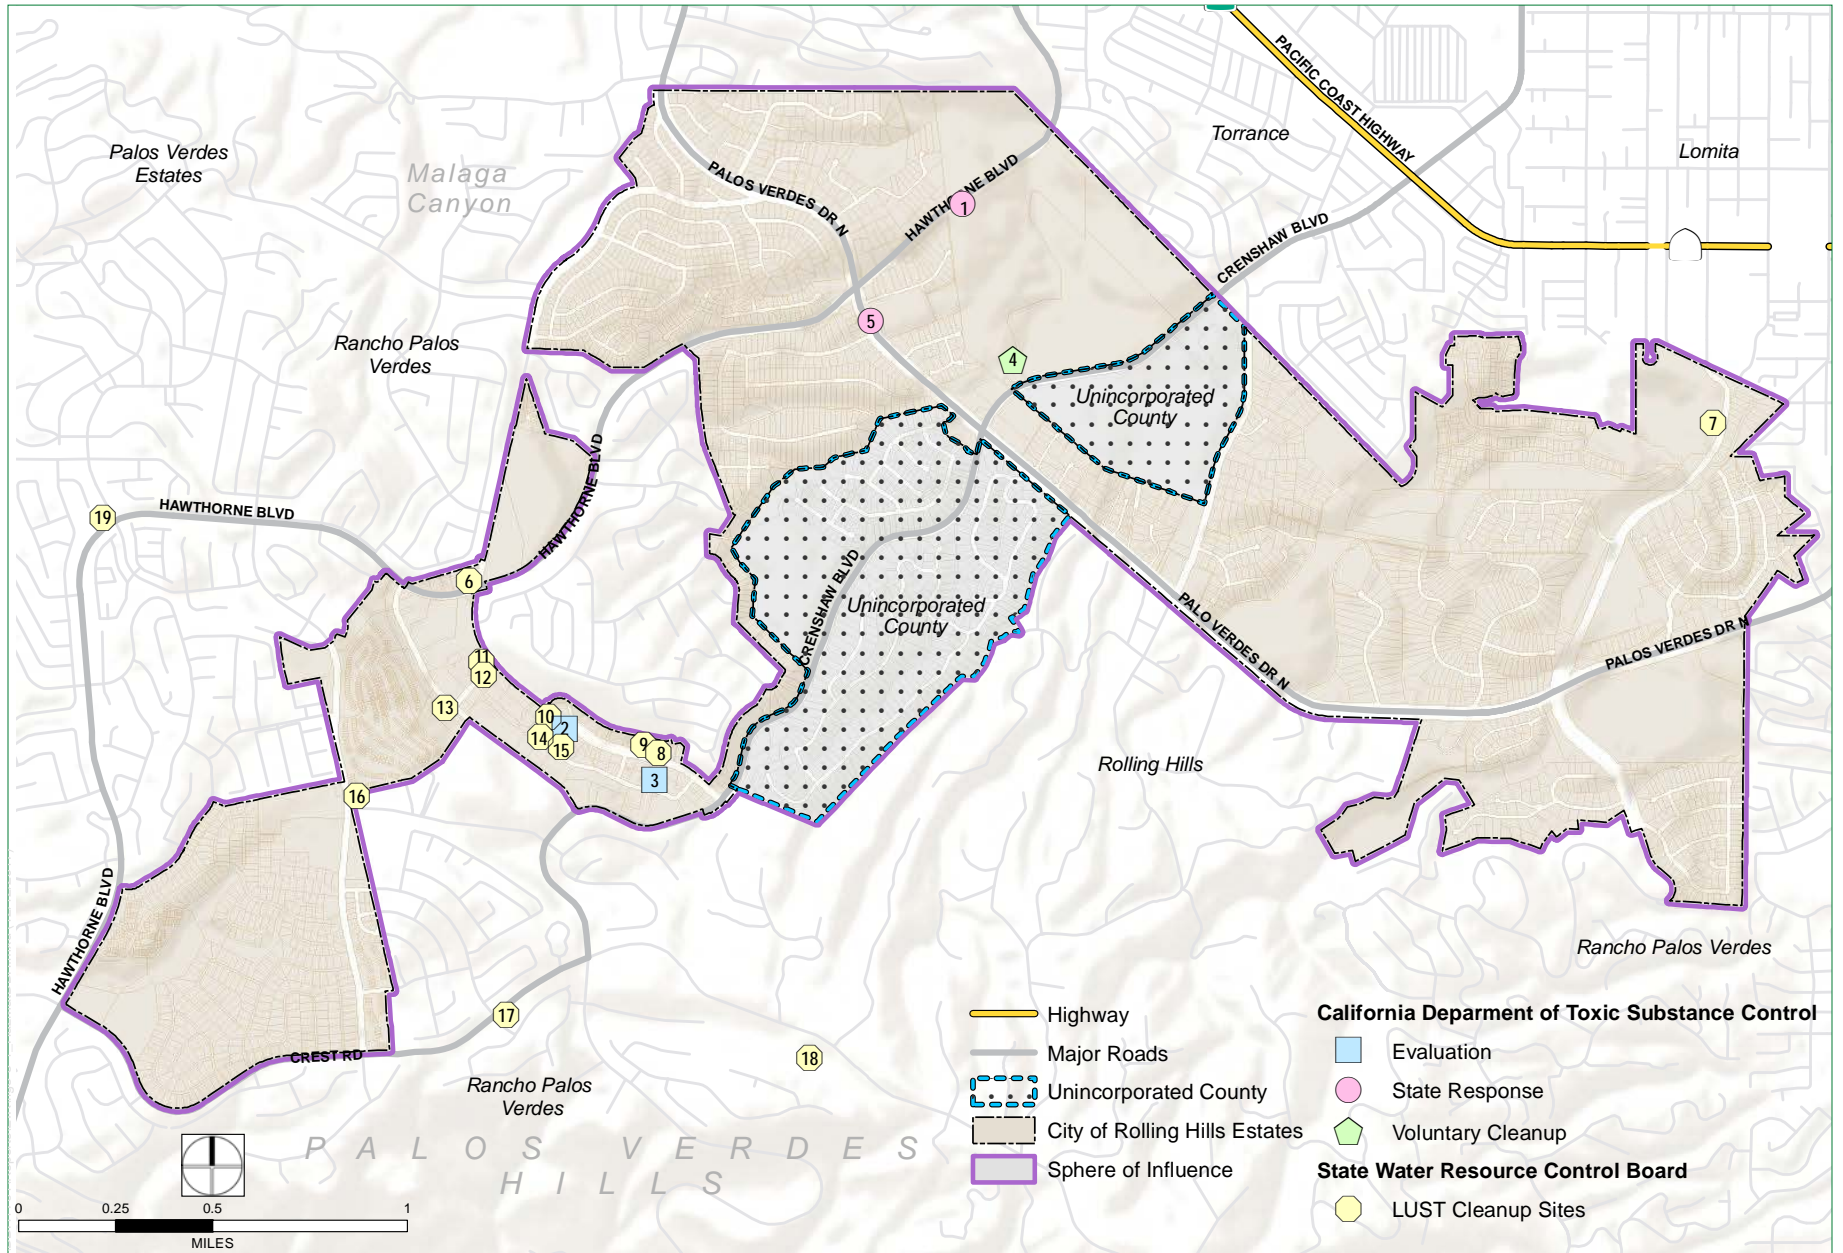 PACIFIC COAST HIGHWAY
Torrance
Lomita
Palos Verdes
Estates
Malaga
Canyon
PALOS VERDES DR N
HAWTHORNE BLVD
1
CRENSHAW BLVD
5
Rancho Palos
Verdes
4
Unincorporated
County
7
HAWTHORNE BLVD
19
HAWTHORNE BLVD
6
CRENSHAW BLVD
Unincorporated
County
PALO VERDES DR N
PALOS VERDES DR N
11
12
13
10
2
14
15
9
8
3
Rolling Hills
16
HAWTHORNE BLVD
Rancho Palos Verdes
17
CREST RD
18
Rancho Palos
Verdes
PALOS VERDES
HILLS
0 0.25 0.5 1
MILES
Highway
Major Roads
Unincorporated County
City of Rolling Hills Estates
Sphere of Influence
California Deparment of Toxic Substance Control
Evaluation
State Response
Voluntary Cleanup
State Water Resource Control Board
LUST Cleanup Sites